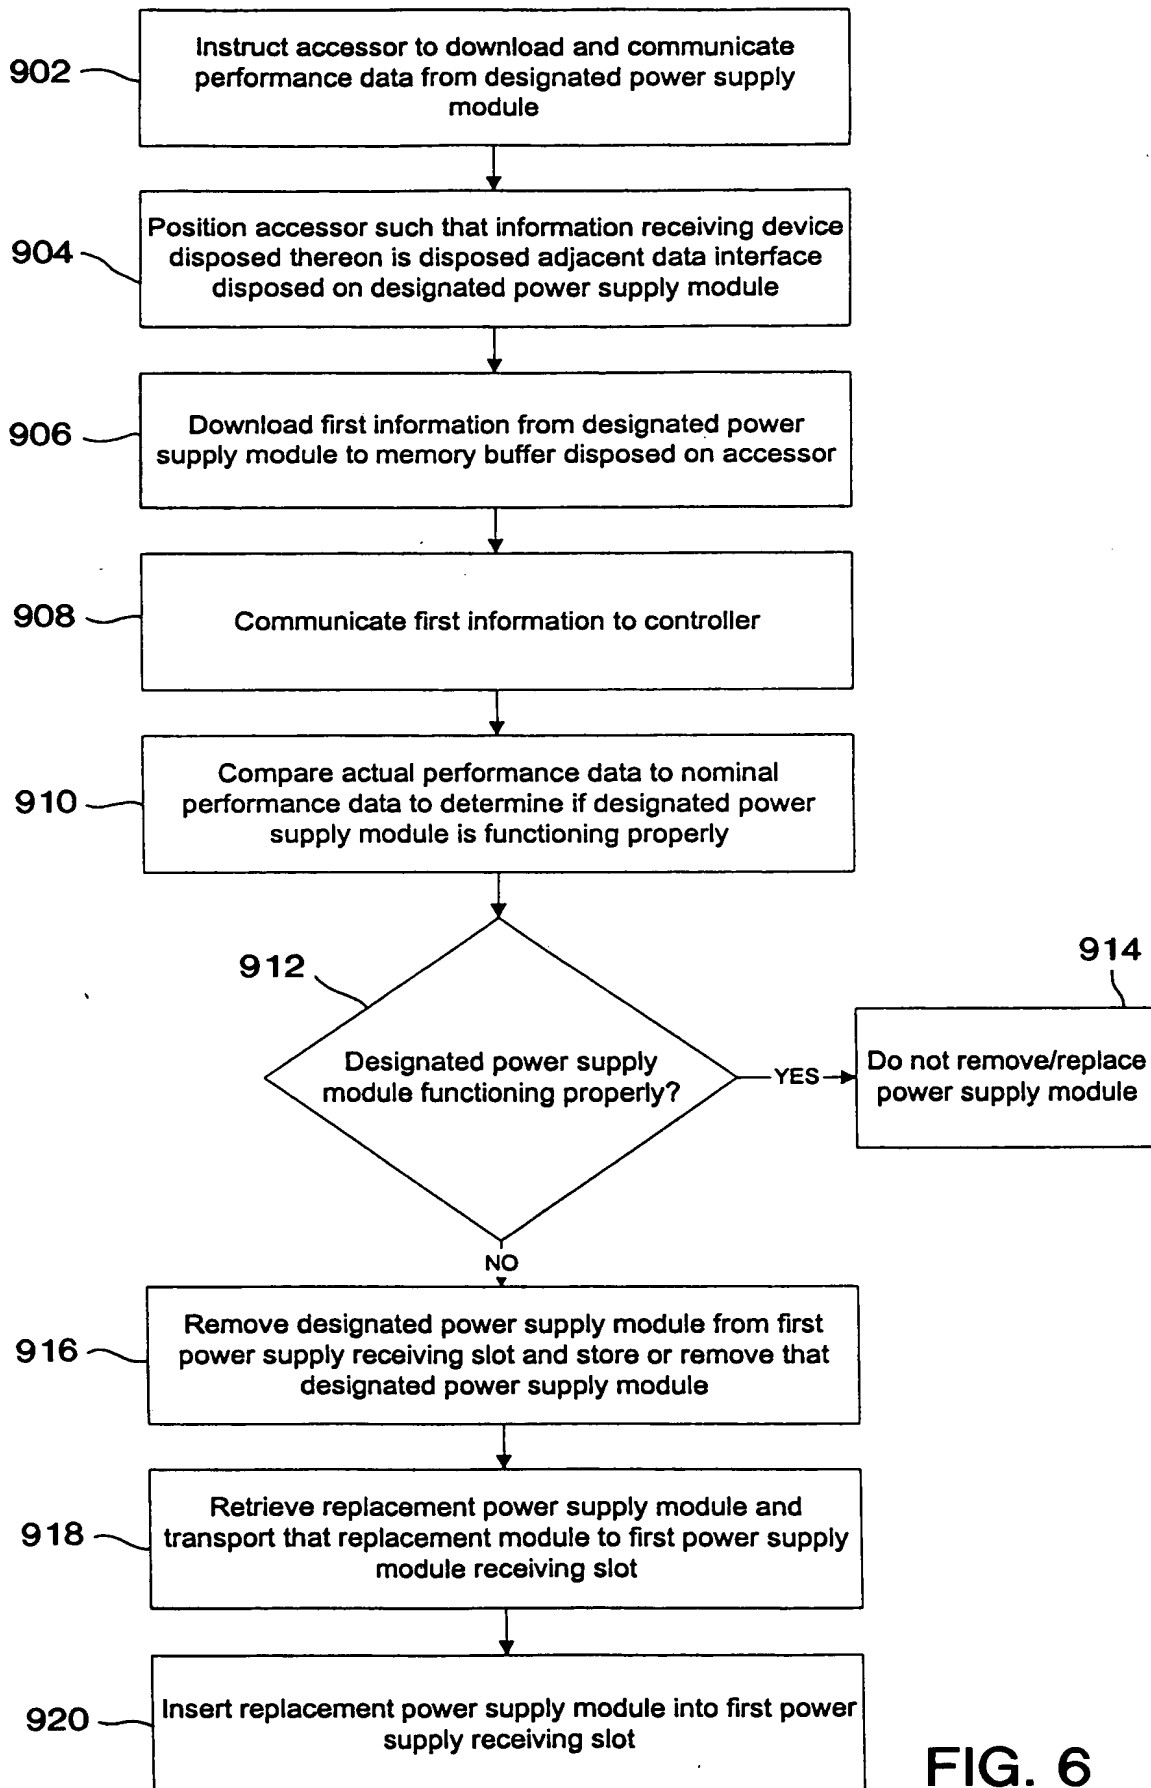 902
Instruct accessor to download and communicate
performance data from designated power supply
module
904
Position accessor such that information receiving device
disposed thereon is disposed adjacent data interface
disposed on designated power supply module
906
Download first information from designated power
supply module to memory buffer disposed on accessor
908
Communicate first information to controller
910
Compare actual performance data to nominal
performance data to determine if designated power
supply module is functioning properly
912
Designated power supply
module functioning properly?
YES
914
Do not remove/replace
power supply module
NO
916
Remove designated power supply module from first
power supply receiving slot and store or remove that
designated power supply module
918
Retrieve replacement power supply module and
transport that replacement module to first power supply
module receiving slot
920
Insert replacement power supply module into first power
supply receiving slot
FIG. 6